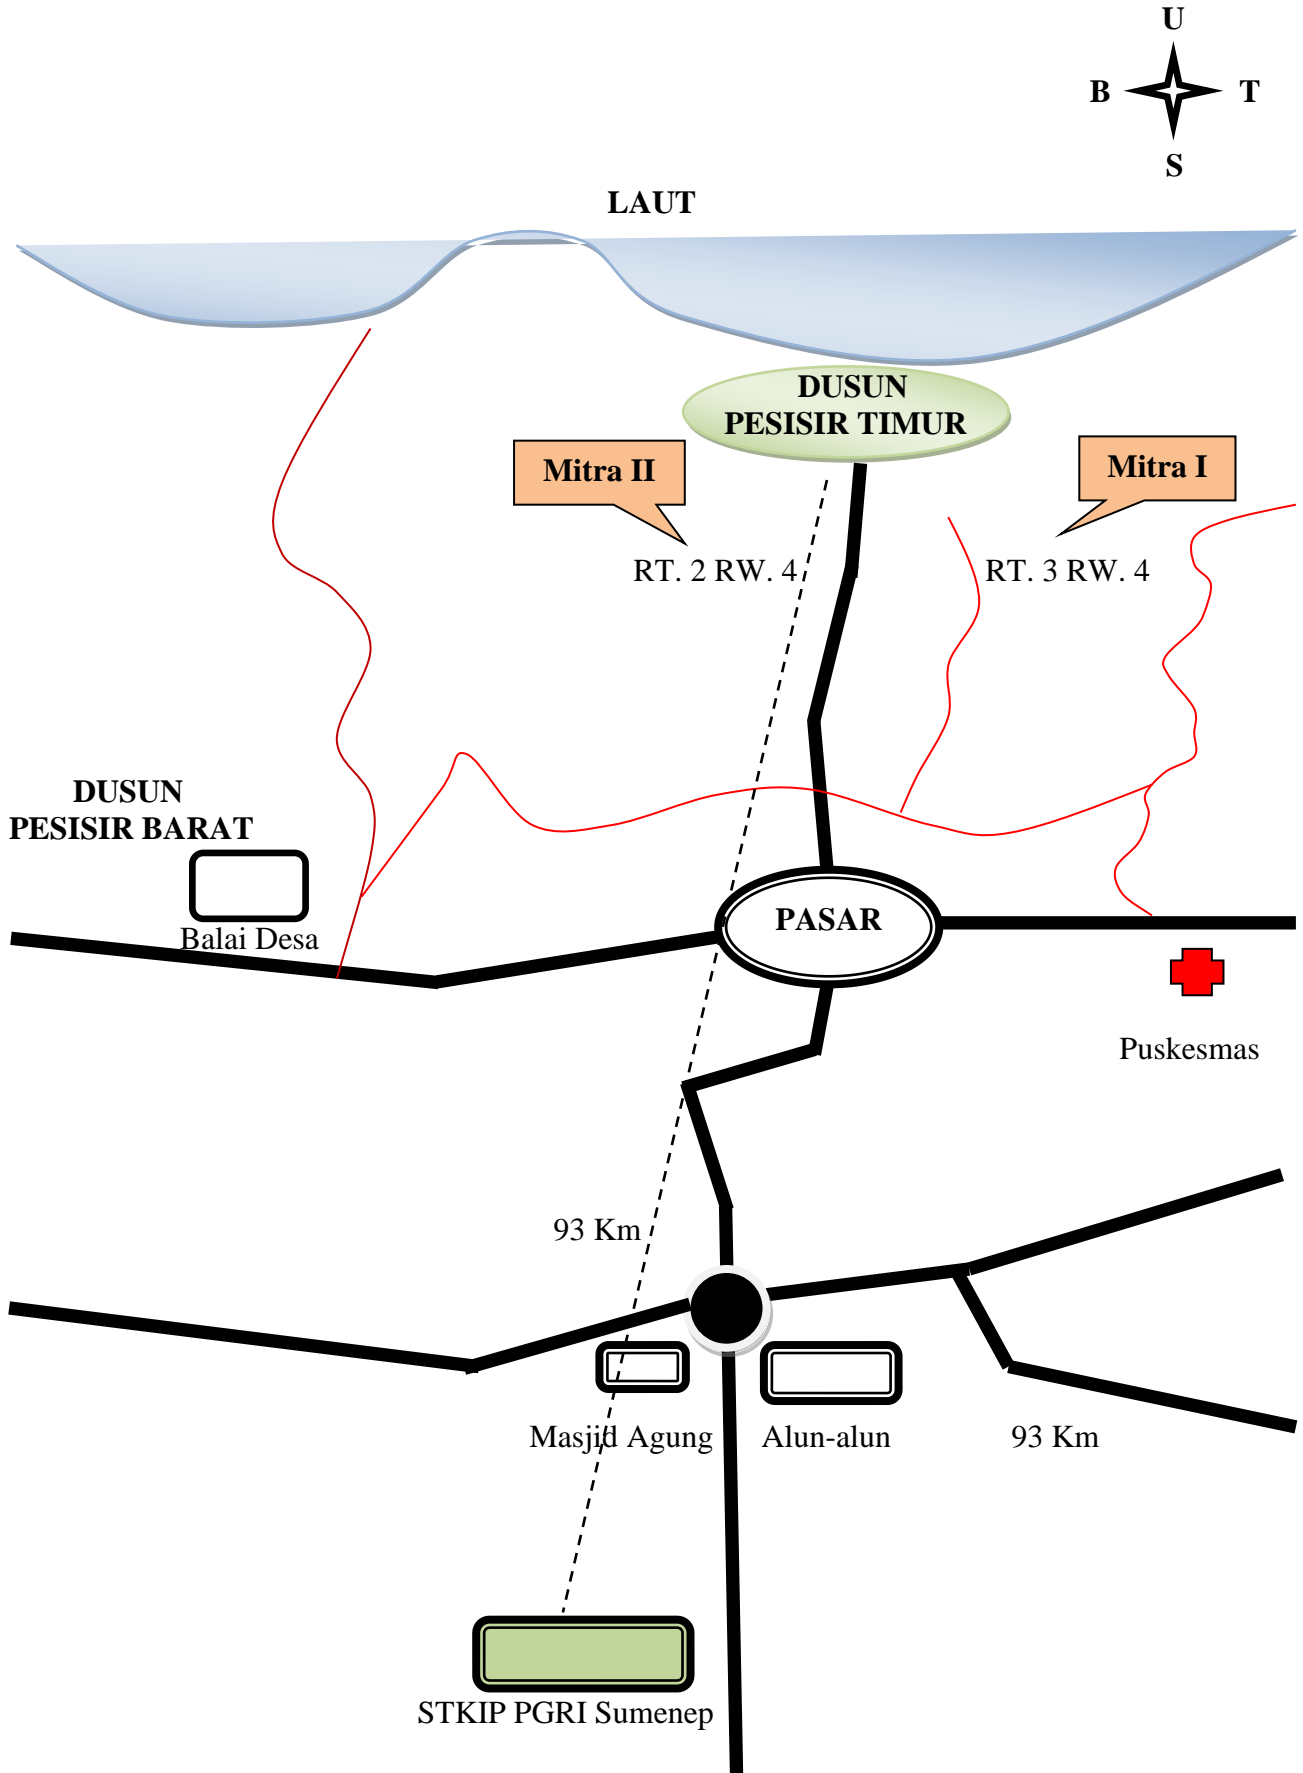 U
B
T
S
LAUT
DUSUN
PESISIR TIMUR
Mitra II
Mitra I
RT. 2 RW. 4
RT. 3 RW. 4
DUSUN
PESISIR BARAT
Balai Desa
PASAR
Puskesmas
93 Km
Masjid Agung
Alun-alun
93 Km
STKIP PGRI Sumenep